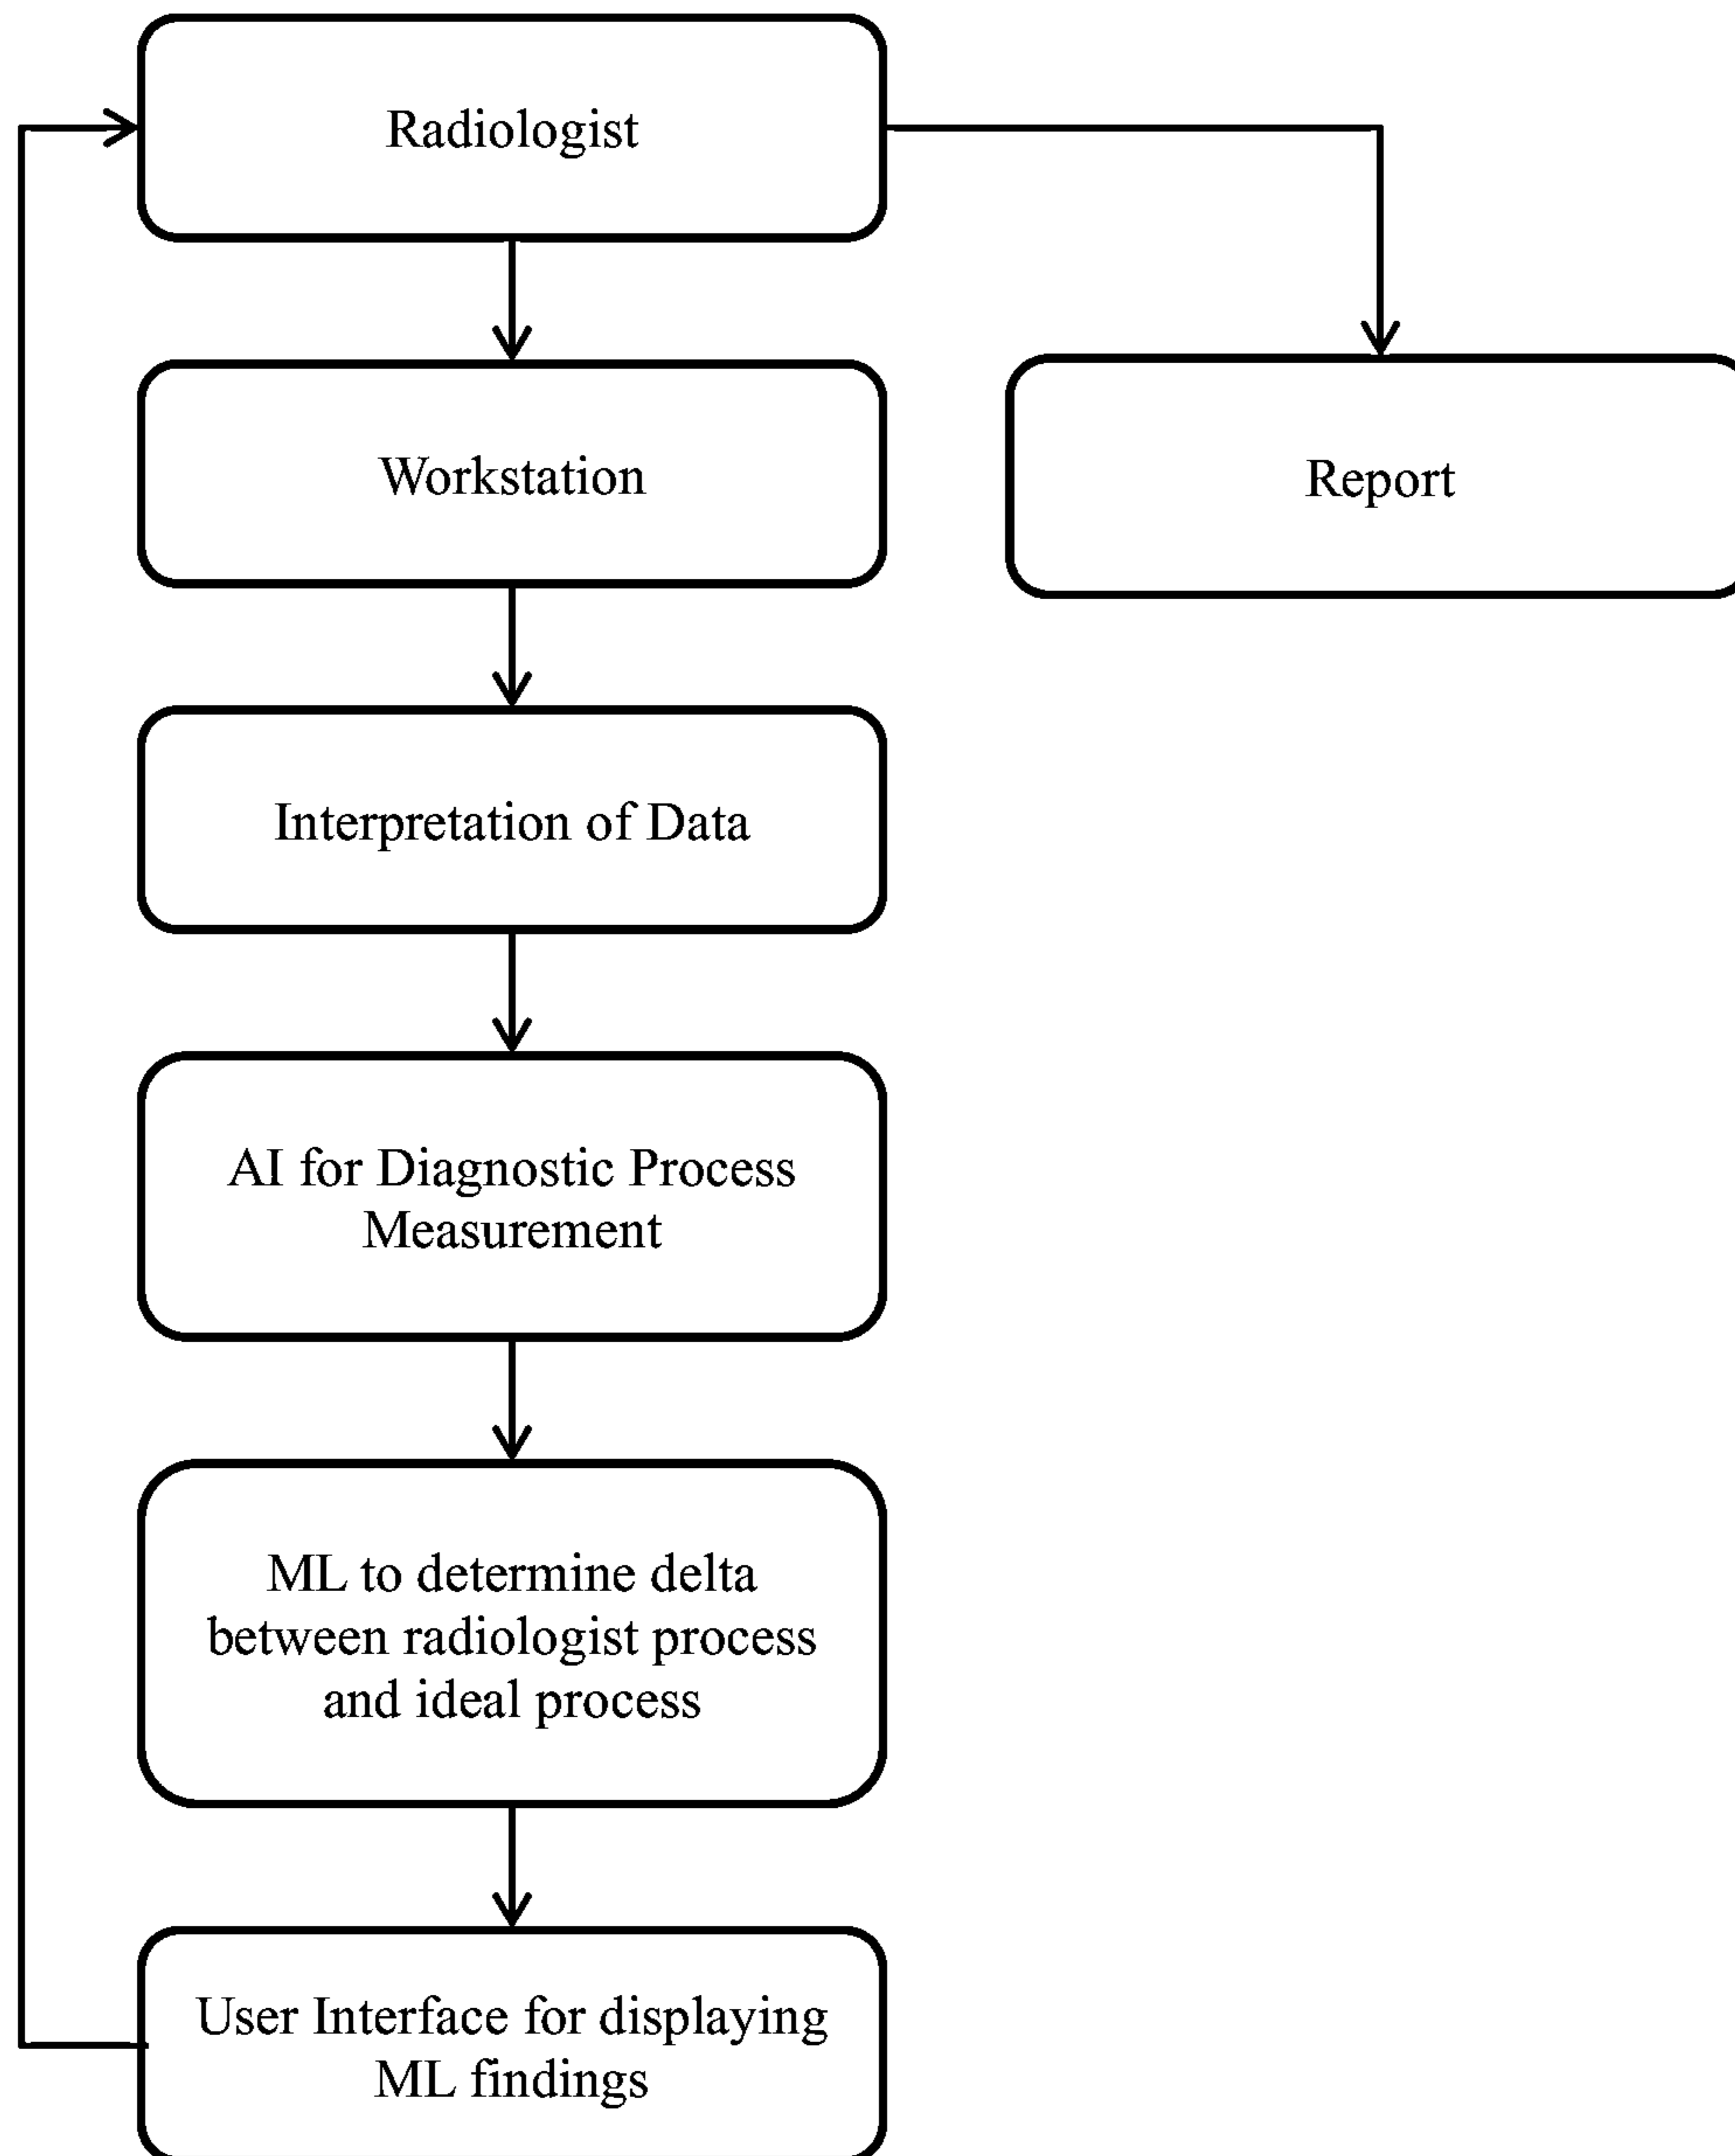 Radiologist
Workstation
Report
Interpretation of Data
AI for Diagnostic Process
Measurement
ML to determine delta
between radiologist process
and ideal process
User Interface for displaying
ML findings